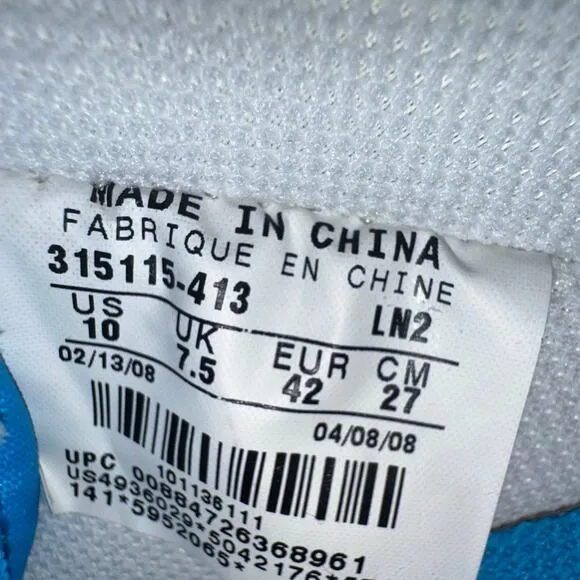 MADE IN CHINA
FABRIQUE EN CHINE
315115-413 LN2
US UK EUR CM
10 7.5 42 27
02/13/08 04/08/08
101136111
UPC 00884726368961
US4936029*5042176*
141*5952065*